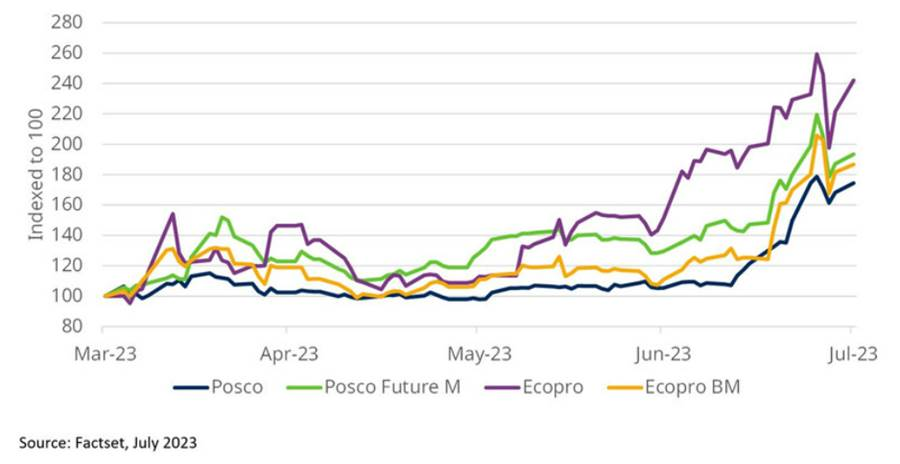 280
260
240
220
200
180
160
140
120
100
80
Indexed to 100
Mar-23 Apr-23 May-23 Jun-23 Jul-23
Posco Posco Future M Ecopro Ecopro BM
Source: Factset, July 2023